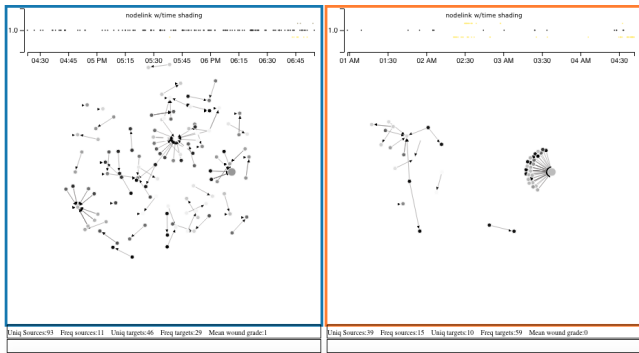 nodelink w/time shading
1.0
04:30 04:45 05 PM 05:15 05:30 05:45 06 PM 06:15 06:30 06:45
Uniq Sources:93 Freq sources:11 Uniq targets:46 Freq targets:29 Mean wound grade:1
nodelink w/time shading
1.0
01 AM 01:30 02 AM 02:30 03 AM 03:30 04 AM 04:30
Uniq Sources:39 Freq sources:15 Uniq targets:10 Freq targets:59 Mean wound grade:0